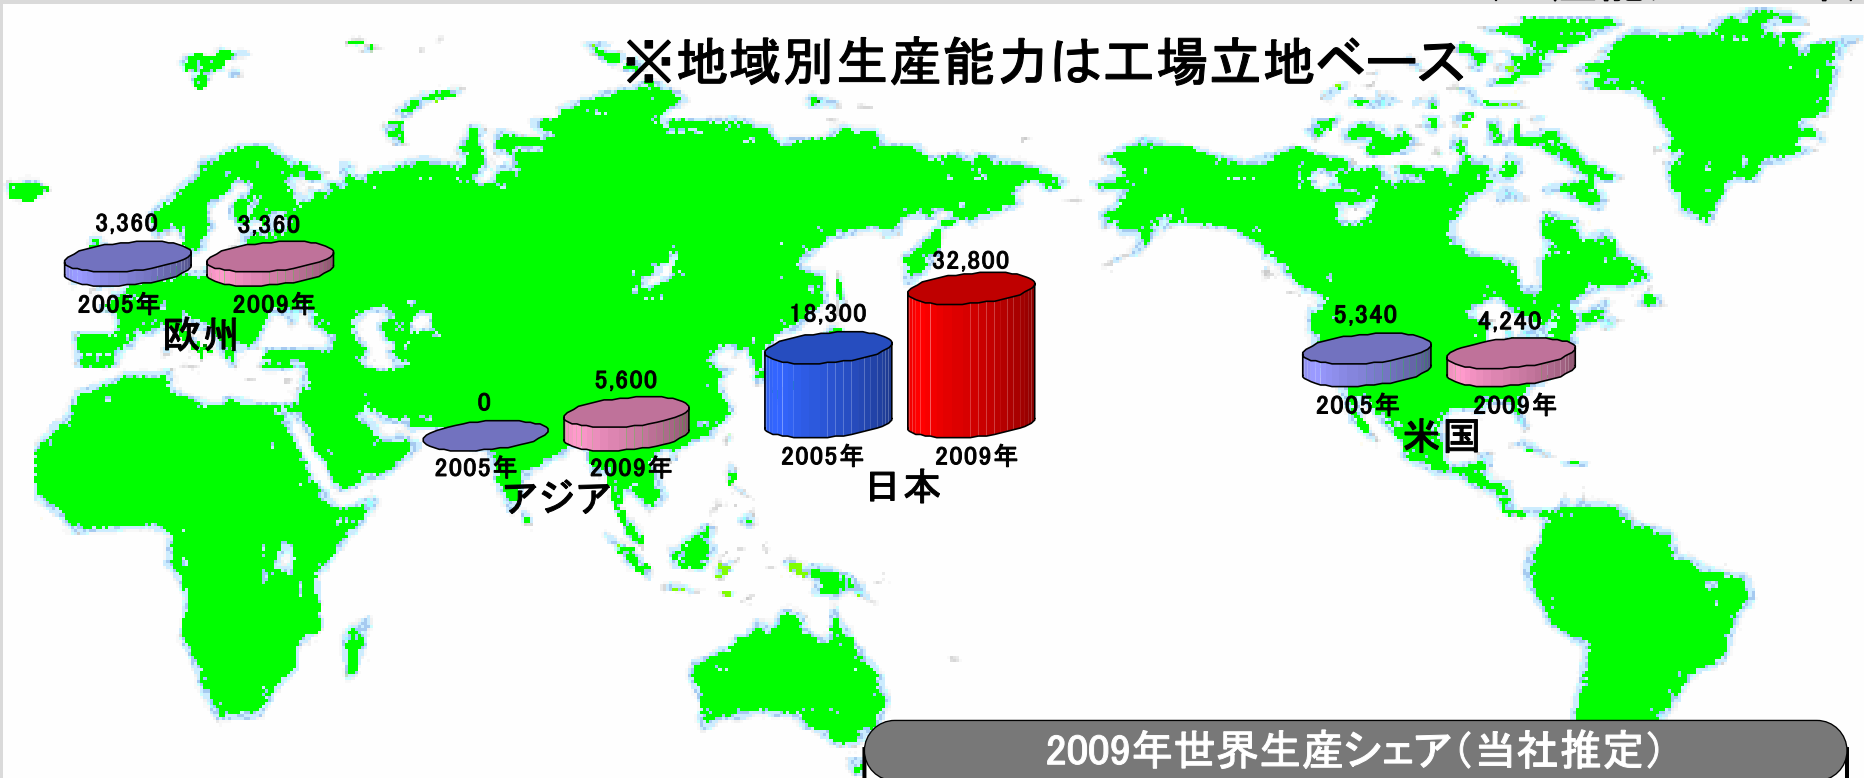 ※地域別生産能力は工場立地ベース
3,360
3,360
2005年
2009年
欧州
0
5,600
2005年
2009年
アジア
18,300
32,800
2005年
2009年
日本
5,340
4,240
2005年
2009年
米国
2009年世界生産シェア(当社推定)